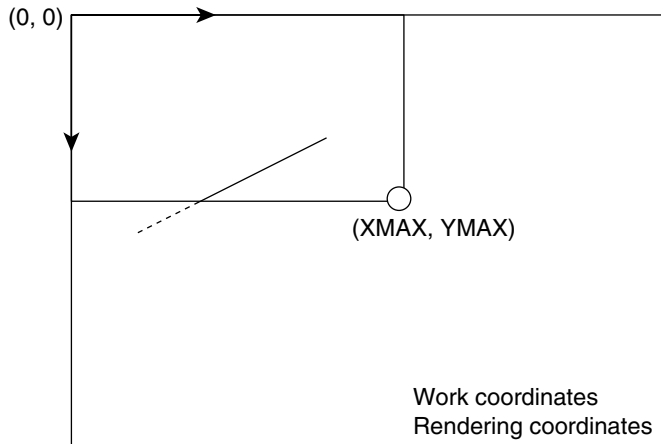 (0, 0)
(XMAX, YMAX)
Work coordinates
Rendering coordinates